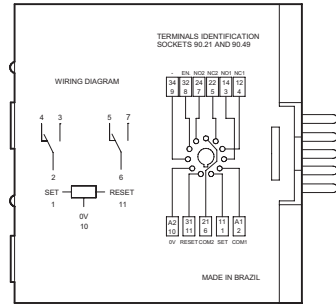 TERMINALS IDENTIFICATION
SOCKETS 90.21 AND 90.49
- EN. NO2 NC2 NO1 NC1
34 32 24 22 14 12
9 8 7 5 3 4
WIRING DIAGRAM
4 3 5 7
2 6
SET RESET
1 11
0V
10
A2 31 21 11 A1
10 11 6 1 2
0V RESET COM2 SET COM1
MADE IN BRAZIL